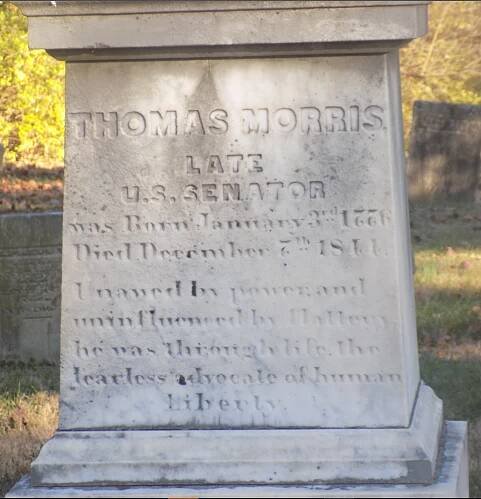 THOMAS MORRIS
LATE
U.S. SENATOR
was Born January 3rd 1776
Died December 7th 1844.
Unawed by power, and
uninfluenced by flattery,
he was through life, the
fearless advocate of human
Liberty.